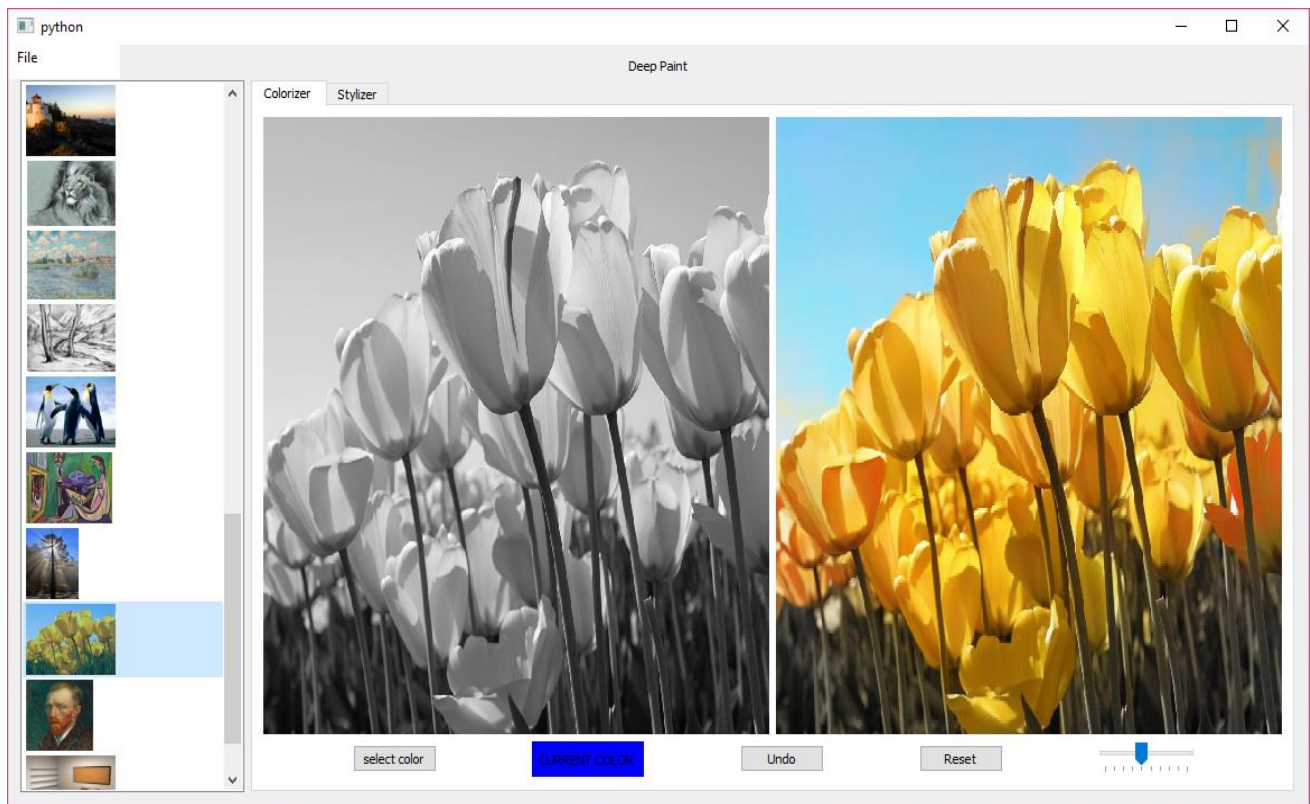 python
File
Deep Paint
Colorizer
Stylizer
select color
CURRENT COLOR
Undo
Reset